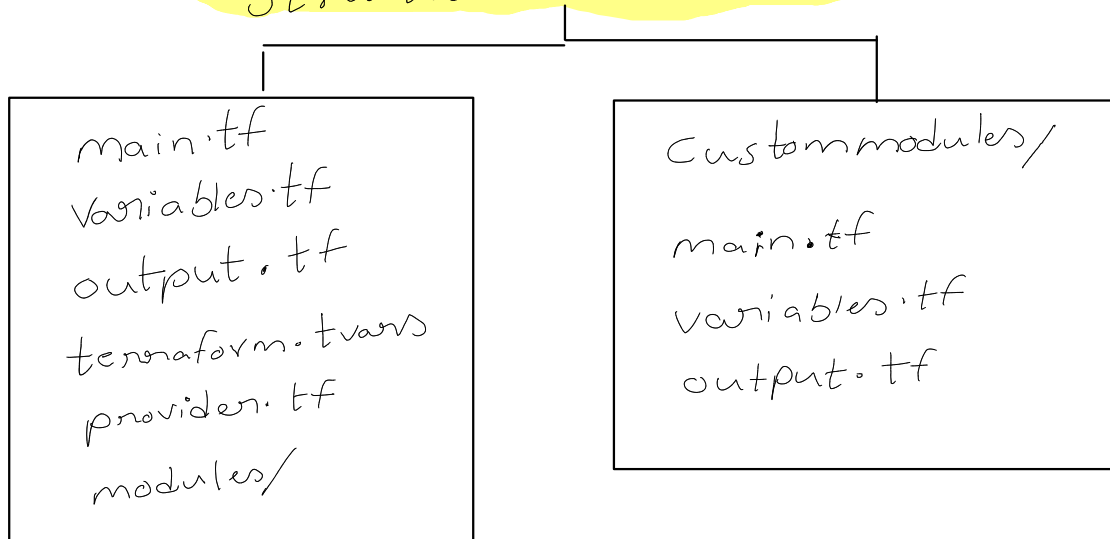 main.tf
variables.tf
output.tf
terraform.tvars
provider.tf
modules/
Custommodules/
main.tf
variables.tf
output.tf